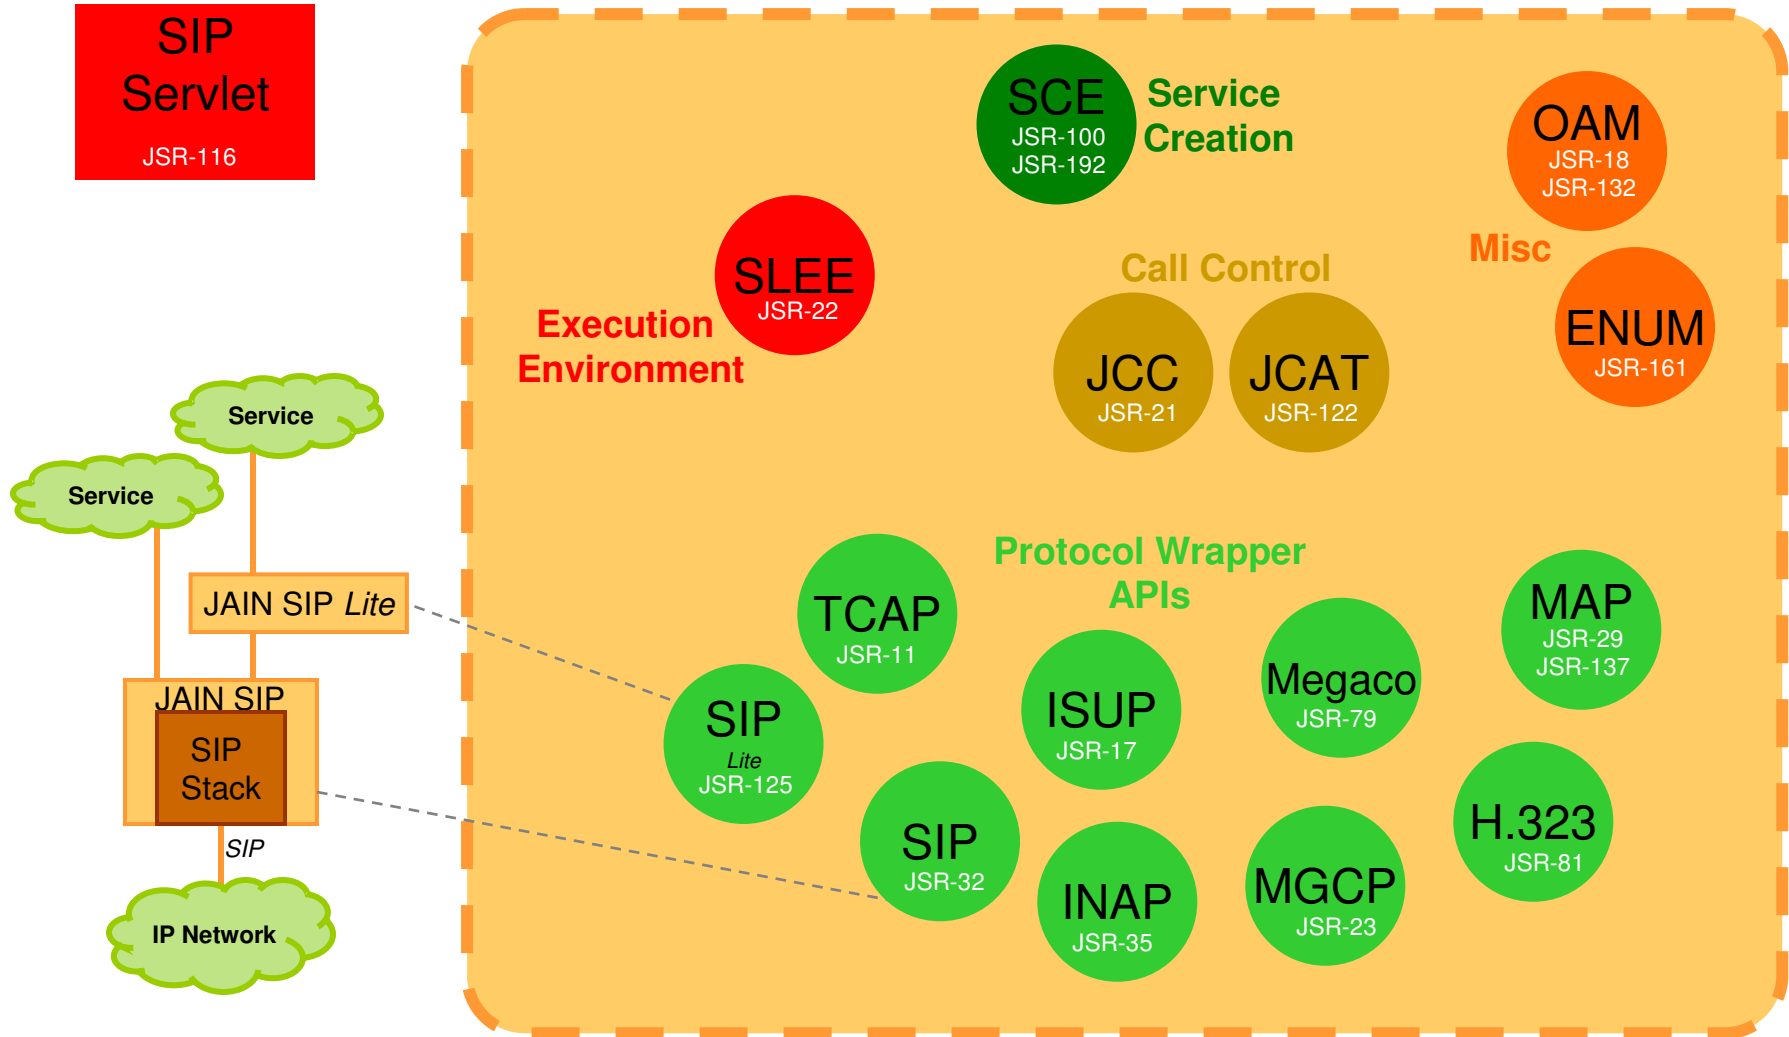 SIP
Servlet
JSR-116
SCE
JSR-100
JSR-192
Service
Creation
OAM
JSR-18
JSR-132
Misc
ENUM
JSR-161
SLEE
JSR-22
Execution
Environment
Call Control
JCC
JSR-21
JCAT
JSR-122
Service
Service
JAIN SIP Lite
JAIN SIP
SIP
Stack
SIP
IP Network
Protocol Wrapper
APIs
TCAP
JSR-11
SIP
Lite
JSR-125
ISUP
JSR-17
Megaco
JSR-79
MAP
JSR-29
JSR-137
SIP
JSR-32
INAP
JSR-35
MGCP
JSR-23
H.323
JSR-81